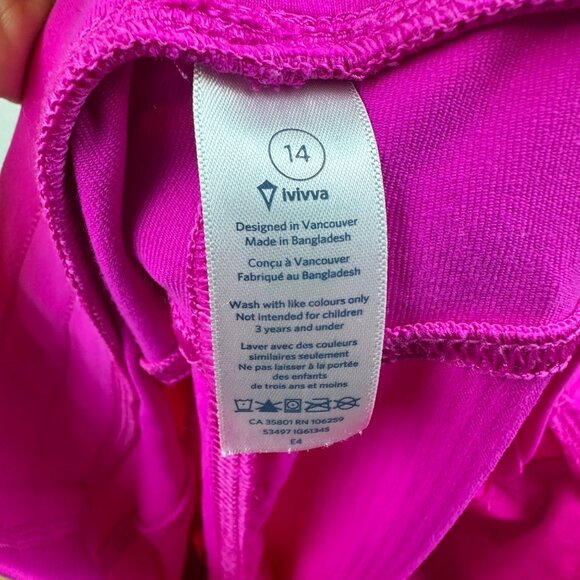 14
ivivva
Designed in Vancouver
Made in Bangladesh
Conçu à Vancouver
Fabriqué au Bangladesh
Wash with like colours only
Not intended for children
3 years and under
Laver avec des couleurs
similaires seulement
Ne pas laisser à la portée
des enfants
de trois ans et moins
CA 35801 RN 106259
53497 IG6134S
E4